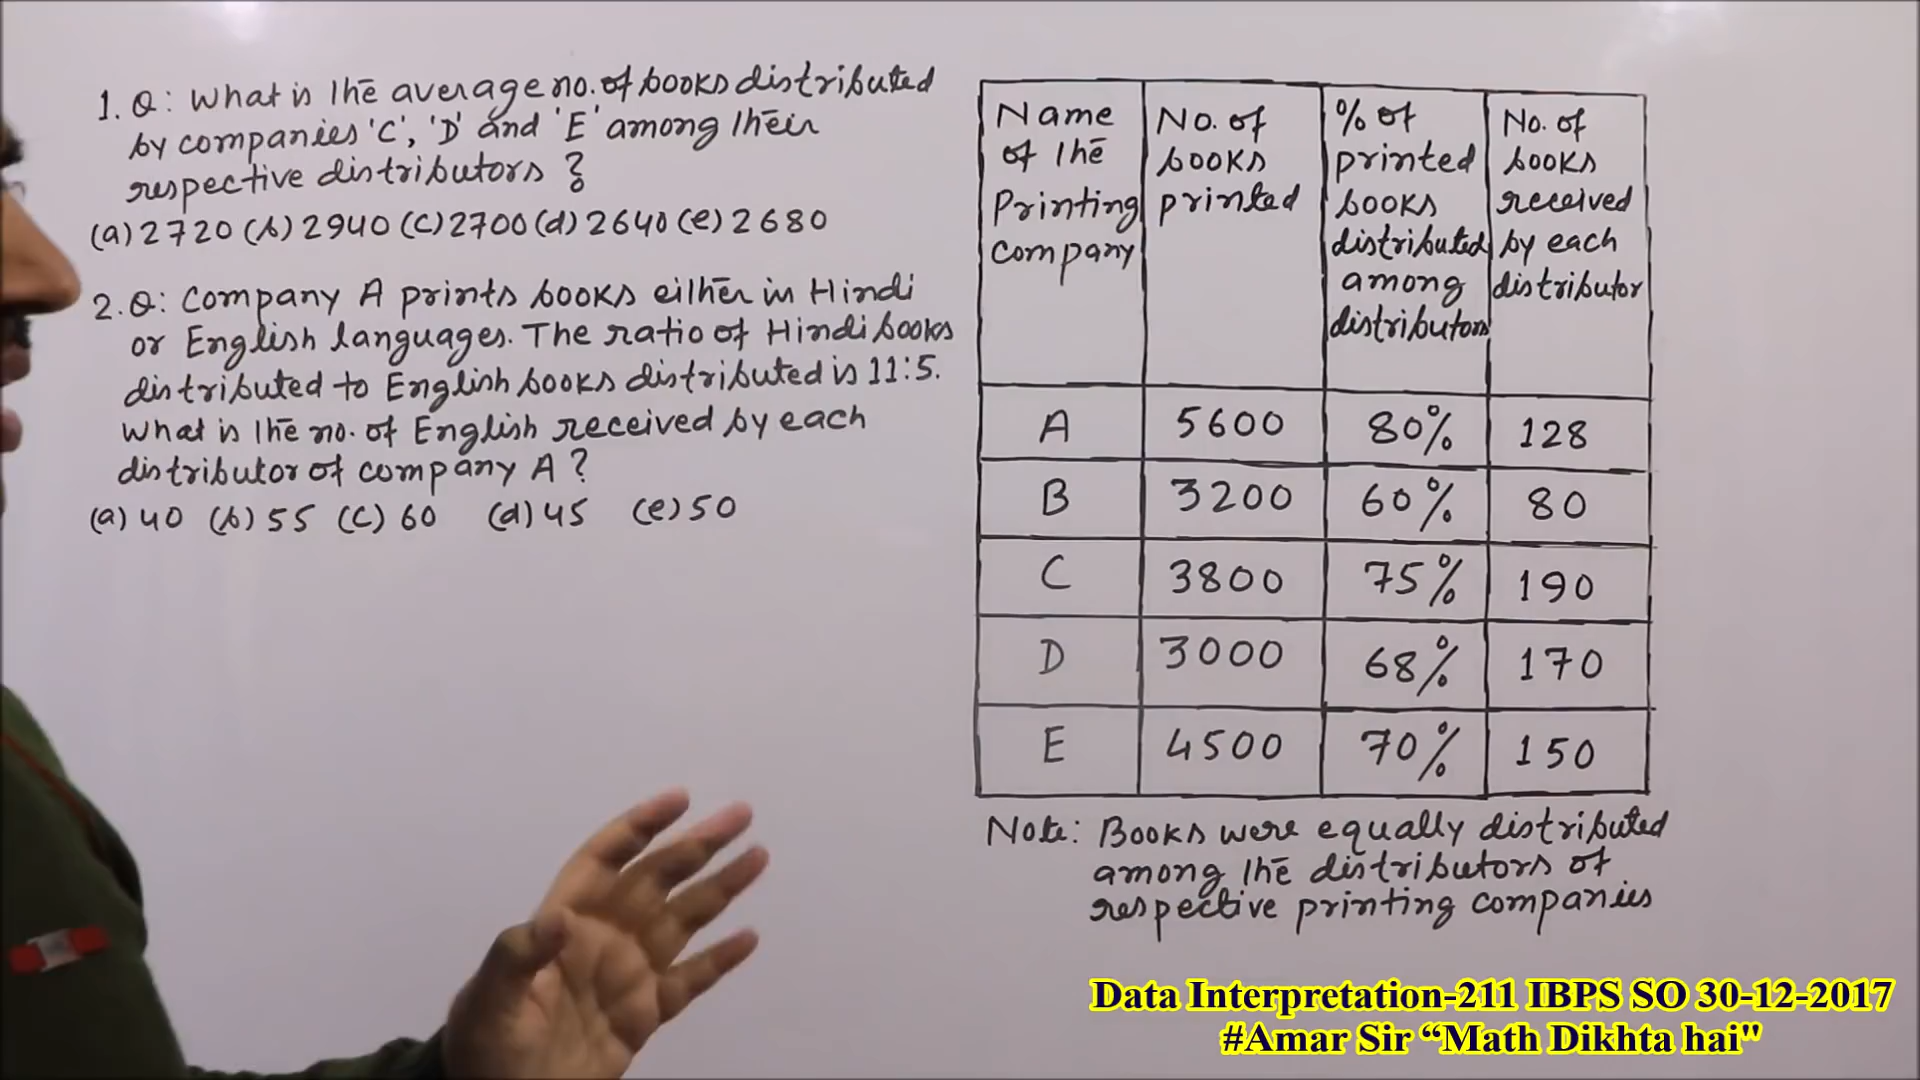 1. Q: What is the average no. of books distributed
by companies 'C', 'D' and 'E' among their
respective distributors ?
(a) 2720 (b) 2940 (c) 2700 (d) 2640 (e) 2680
2. Q: Company A prints books either in Hindi
or English languages. The ratio of Hindi books
distributed to English books distributed is 11:5.
What is the no. of English received by each
distributor of company A ?
(a) 40 (b) 55 (c) 60 (d) 45 (e) 50
Name of the Printing company
No. of books printed
% of printed books distributed among distributors
No. of books received by each distributor
A 5600 80% 128
B 3200 60% 80
C 3800 75% 190
D 3000 68% 170
E 4500 70% 150
Note: Books were equally distributed
among the distributors of
respective printing companies
Data Interpretation-211 IBPS SO 30-12-2017
#Amar Sir “Math Dikhta hai"